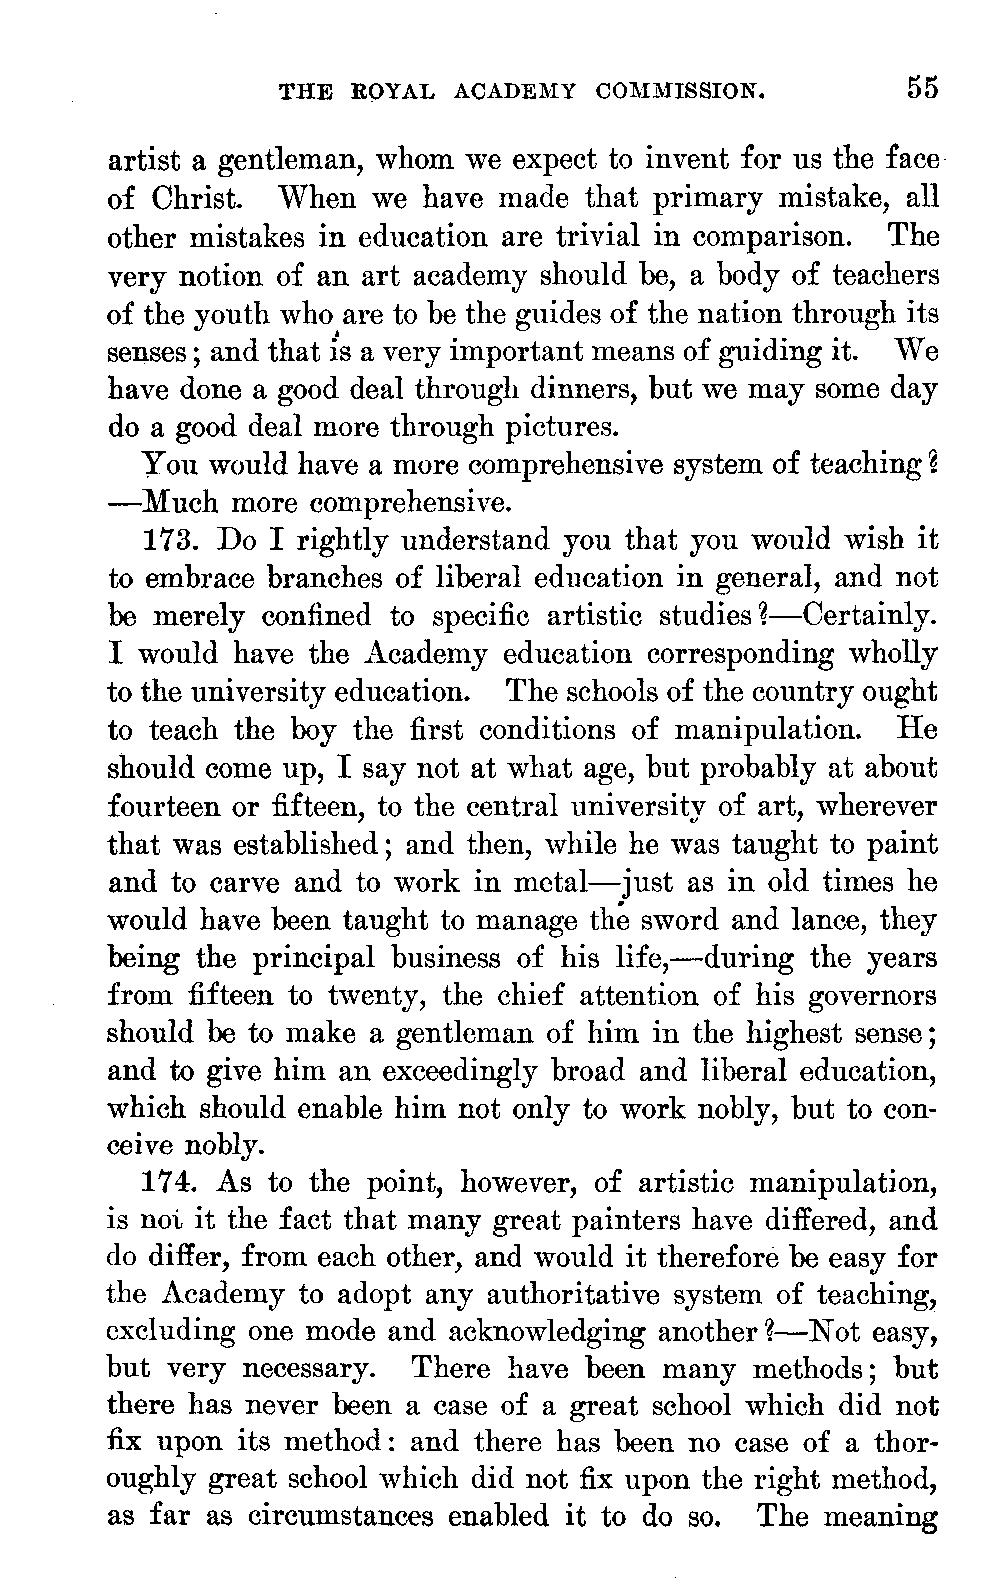 THE ROYAL ACADEMY COMMISSION. 55
artist a gentleman, whom we expect to invent for us the face
of Christ. When we have made that primary mistake, all
other mistakes in education are trivial in comparison. The
very notion of an art academy should be, a body of teachers
of the youth who are to be the guides of the nation through its
senses; and that is a very important means of guiding it. We
have done a good deal through dinners, but we may some day
do a good deal more through pictures.
You would have a more comprehensive system of teaching?
—Much more comprehensive.
173. Do I rightly understand you that you would wish it
to embrace branches of liberal education in general, and not
be merely confined to specific artistic studies?—Certainly.
I would have the Academy education corresponding wholly
to the university education. The schools of the country ought
to teach the boy the first conditions of manipulation. He
should come up, I say not at what age, but probably at about
fourteen or fifteen, to the central university of art, wherever
that was established; and then, while he was taught to paint
and to carve and to work in metal—just as in old times he
would have been taught to manage the sword and lance, they
being the principal business of his life,—during the years
from fifteen to twenty, the chief attention of his governors
should be to make a gentleman of him in the highest sense;
and to give him an exceedingly broad and liberal education,
which should enable him not only to work nobly, but to con-
ceive nobly.
174. As to the point, however, of artistic manipulation,
is not it the fact that many great painters have differed, and
do differ, from each other, and would it therefore be easy for
the Academy to adopt any authoritative system of teaching,
excluding one mode and acknowledging another?—Not easy,
but very necessary. There have been many methods; but
there has never been a case of a great school which did not
fix upon its method: and there has been no case of a thor-
oughly great school which did not fix upon the right method,
as far as circumstances enabled it to do so. The meaning